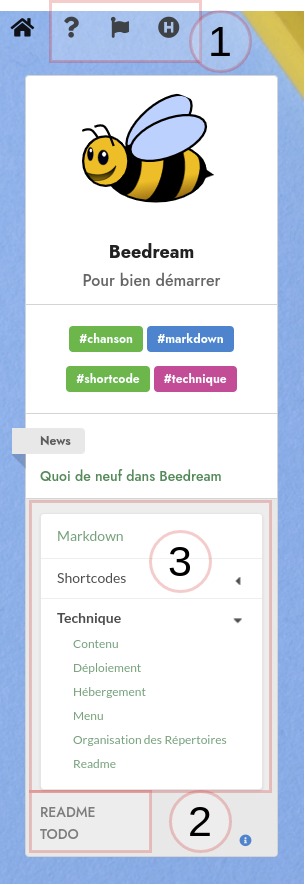 H
1
Beedream
Pour bien démarrer
#chanson #markdown
#shortcode #technique
News
Quoi de neuf dans Beedream
Markdown
3
Shortcodes
Technique
Contenu
Déploiement
Hébergement
Menu
Organisation des Répertoires
Readme
README
2
TODO